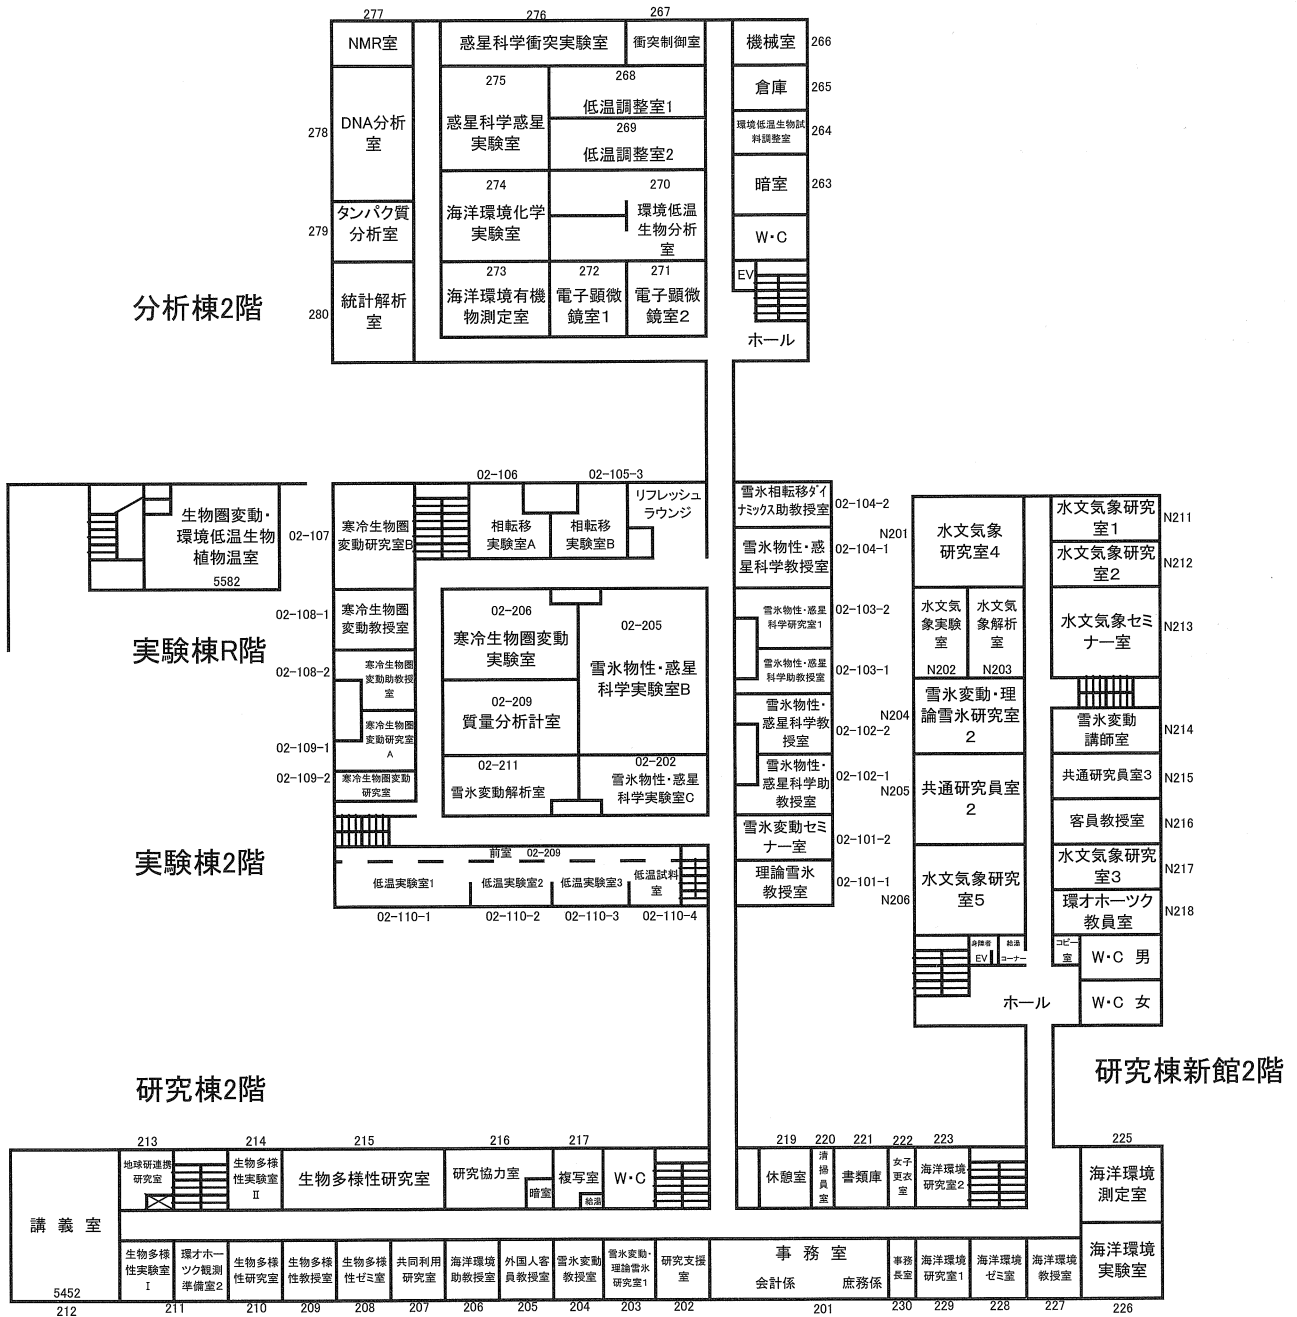 277
276
267
NMR室
惑星科学衝突実験室
衝突制御室
機械室
266
275
268
倉庫
265
低温調整室1
278
DNA分析
室
惑星科学惑星
実験室
269
低温調整室2
環境低温生物試
料調整室
264
274
270
暗室
263
タンパク質
分析室
279
海洋環境化学
実験室
環境低温
生物分析
室
W・C
273
272
271
EV
分析棟2階
280
統計解析
室
海洋環境有機
物測定室
電子顕微
鏡室1
電子顕微
鏡室2
ホール
02-106
02-105-3
リフレッシュ
ラウンジ
雪氷相転移ダイ
ナミックス助教授室
02-104-2
生物圏変動・
環境低温生物
植物温室
5582
02-107
寒冷生物圏
変動研究室B
相転移
実験室A
相転移
実験室B
雪氷物性・惑
星科学教授室
02-104-1
N201
水文気象
研究室4
水文気象研究
室1
N211
水文気象研究
室2
N212
02-108-1
寒冷生物圏
変動教授室
02-206
寒冷生物圏変動
実験室
02-205
雪氷物性・惑星
科学実験室B
雪氷物性・惑星
科学研究室1
02-103-2
水文気
象実験
室
N202
水文気
象解析
室
N203
水文気象セミ
ナー室
N213
実験棟R階
02-108-2
寒冷生物圏
変動助教授
室
雪氷物性・惑星
科学助教授室
02-103-1
02-209
質量分析計室
雪氷物性・
惑星科学教
授室
02-102-2
N204
雪氷変動・理
論雪氷研究室
2
雪氷変動
講師室
N214
02-109-1
寒冷生物圏
変動研究室
A
02-109-2
寒冷生物圏変動
研究室
02-211
雪氷変動解析室
02-202
雪氷物性・惑星
科学実験室C
雪氷物性・
惑星科学助
教授室
02-102-1
N205
共通研究員室
2
共通研究員室3
N215
客員教授室
N216
実験棟2階
前室 02-209
低温実験室1
低温実験室2
低温実験室3
低温試料
室
02-110-1
02-110-2
02-110-3
02-110-4
雪氷変動セミ
ナー室
02-101-2
理論雪氷
教授室
02-101-1
N206
水文気象研究
室5
水文気象研究
室3
N217
環オホーツク
教員室
N218
身障者
EV
給湯
コーナー
コピー
室
W・C 男
ホール
W・C 女
研究棟2階
研究棟新館2階
213
214
215
216
217
219
220
221
222
223
225
地球研連携
研究室
生物多様
性実験室
II
生物多様性研究室
研究協力室
暗室
複写室
給湯
W・C
休憩室
清
掃
員
室
書類庫
女子
更衣
室
海洋環境
研究室2
海洋環境
測定室
講 義 室
5452
212
生物多様
性実験室
I
環オホー
ツク観測
準備室2
生物多様
性研究室
生物多様
性教授室
生物多様
性ゼミ室
共同利用
研究室
海洋環境
助教授室
外国人客
員教授室
雪氷変動
教授室
雪氷変動・
理論雪氷
研究室1
研究支援
室
事 務 室
会計係
庶務係
事務
長室
海洋環境
研究室1
海洋環境
ゼミ室
海洋環境
教授室
海洋環境
実験室
211
210
209
208
207
206
205
204
203
202
201
230
229
228
227
226